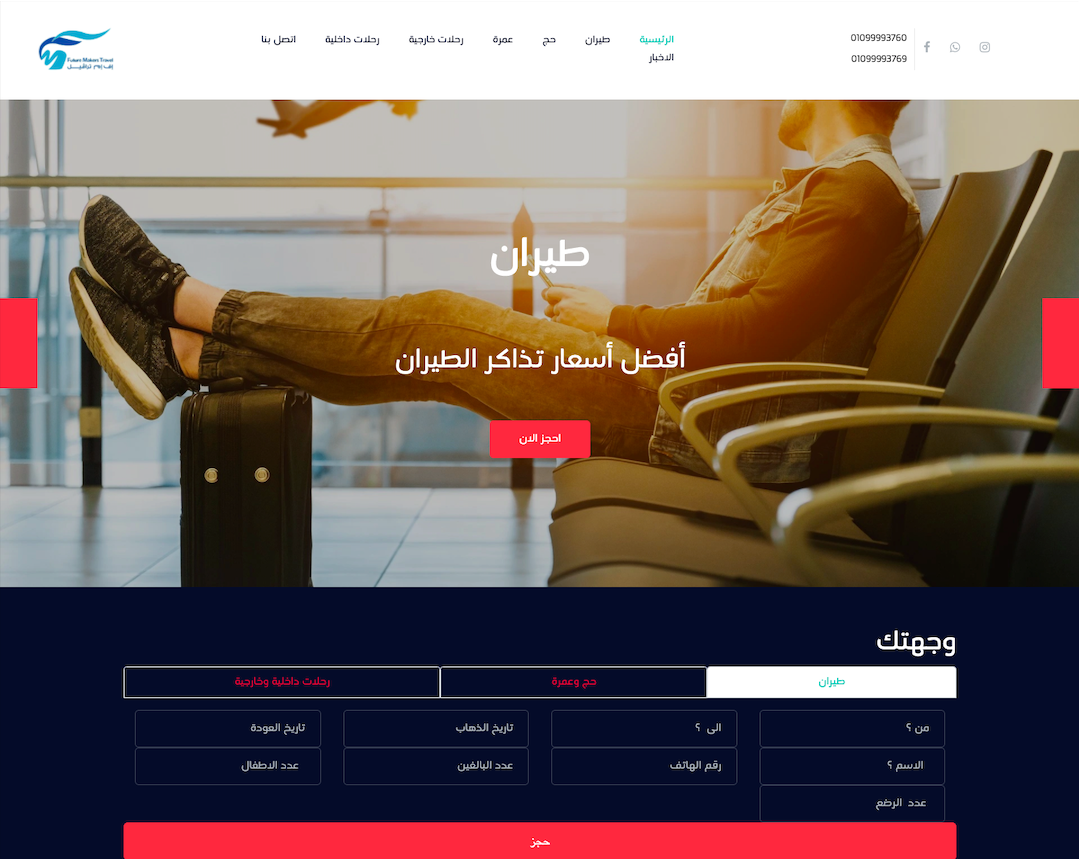 Future Makers Travel
إف إم ترافيل
الرئيسية
طيران
حج
عمرة
رحلات خارجية
رحلات داخلية
اتصل بنا
الاخبار
01099993760
01099993769
طيران
أفضل أسعار تذاكر الطيران
احجز الان
وجهتك
طيران
حج وعمرة
رحلات داخلية وخارجية
من ؟
الى ؟
تاريخ الذهاب
تاريخ العودة
الاسم ؟
رقم الهاتف
عدد البالغين
عدد الاطفال
عدد الرضع
حجز